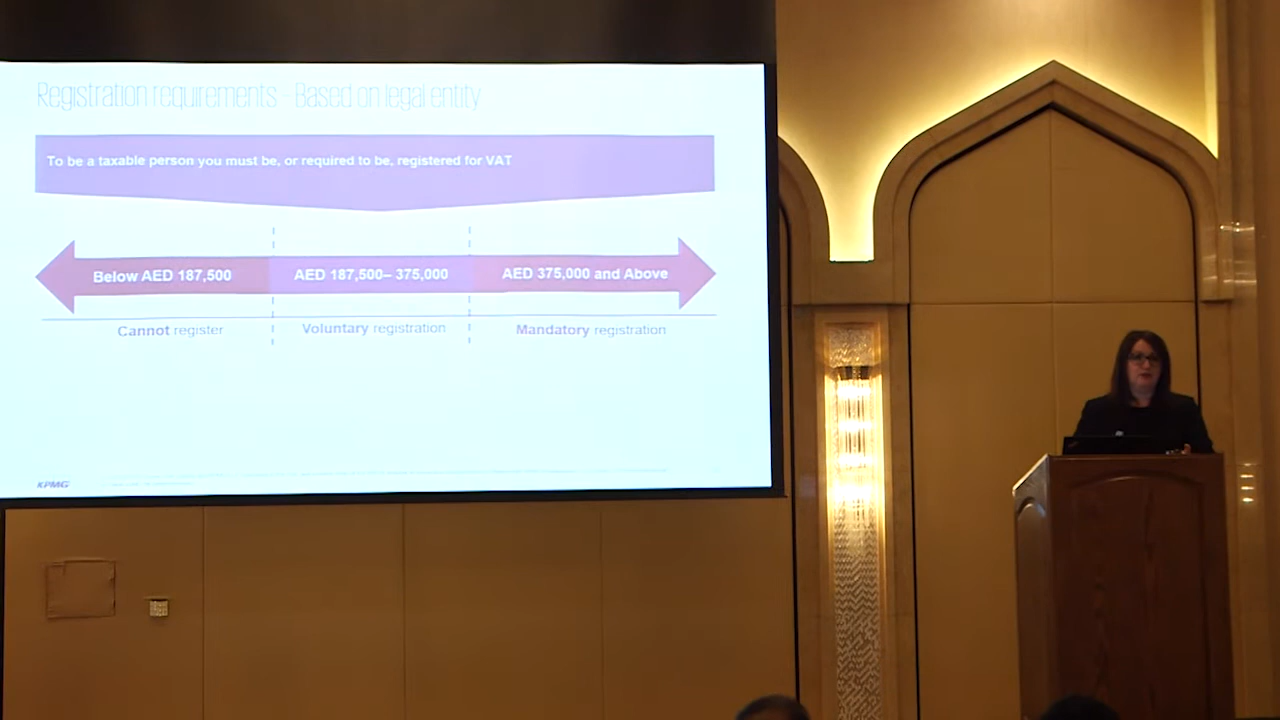 Registration requirements - Based on legal entity
To be a taxable person you must be, or required to be, registered for VAT
Below AED 187,500
AED 187,500– 375,000
AED 375,000 and Above
Cannot register
Voluntary registration
Mandatory registration
KPMG